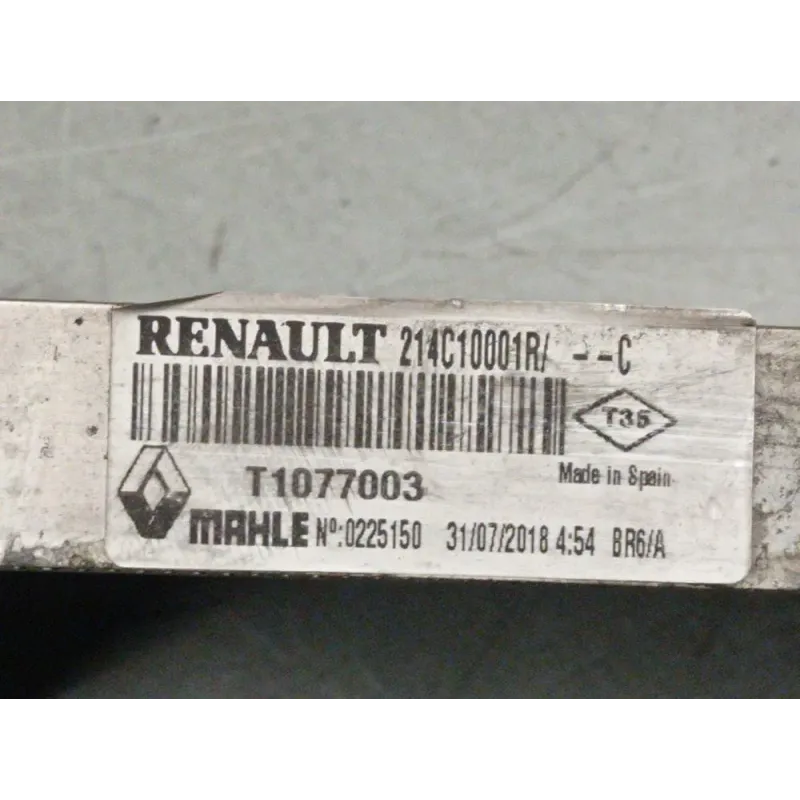 RENAULT 214C10001R/ --C
T35
T1077003
Made in Spain
MAHLE Nº:0225150 31/07/2018 4:54 BR6/A